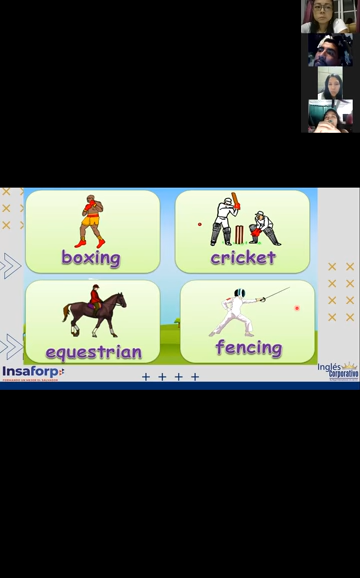 boxing
cricket
equestrian
fencing
Insaforp
Inglés
Corporativo